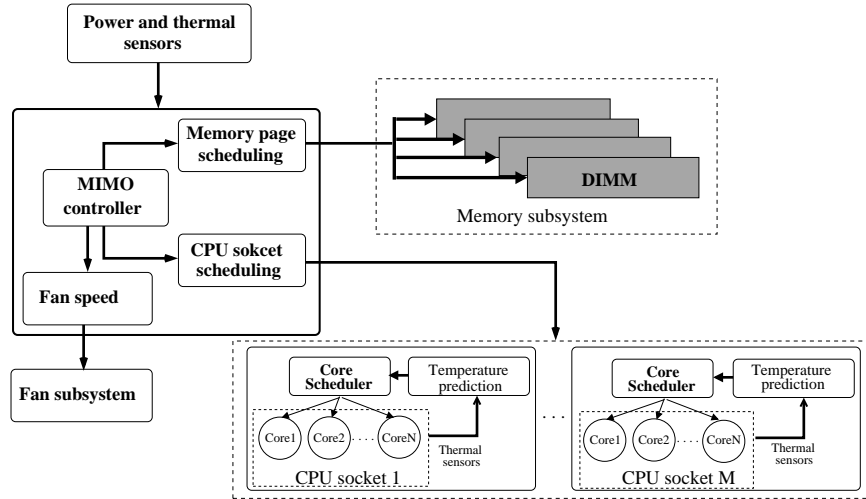 Power and thermal
sensors
Memory page
scheduling
MIMO
controller
CPU sokcet
scheduling
Fan speed
Fan subsystem
DIMM
Memory subsystem
Core
Scheduler
Temperature
prediction
Core1
Core2
....
CoreN
Thermal
sensors
CPU socket 1
...
Core
Scheduler
Temperature
prediction
Core1
Core2
....
CoreN
Thermal
sensors
CPU socket M